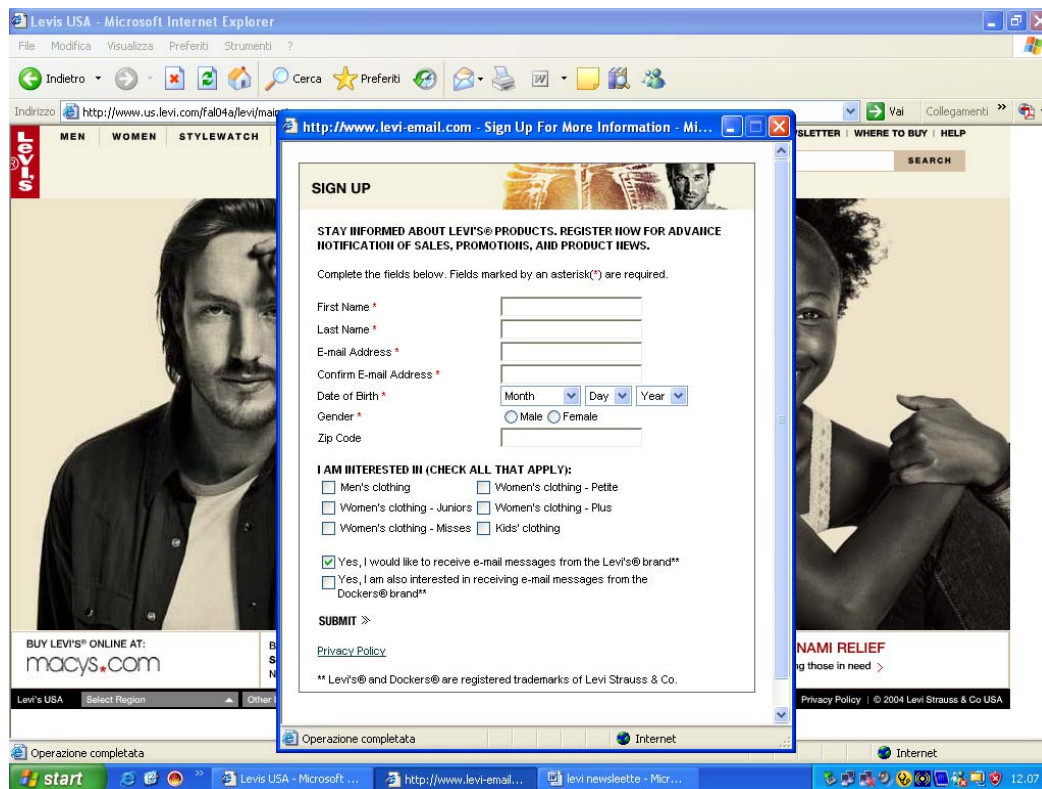 Levis USA - Microsoft Internet Explorer
File Modifica Visualizza Preferiti Strumenti ?
Indietro Cerca Preferiti
Indirizzo http://www.us.levi.com/fal04a/levi/main Vai Collegamenti
Levi's
MEN WOMEN STYLEWATCH
WHERE TO BUY | HELP
SEARCH
http://www.levi-email.com - Sign Up For More Information - Mi...
SIGN UP
STAY INFORMED ABOUT LEVI'S® PRODUCTS. REGISTER NOW FOR ADVANCE
NOTIFICATION OF SALES, PROMOTIONS, AND PRODUCT NEWS.
Complete the fields below. Fields marked by an asterisk(*) are required.
First Name *
Last Name *
E-mail Address *
Confirm E-mail Address *
Date of Birth * Month Day Year
Gender * Male Female
Zip Code
I AM INTERESTED IN (CHECK ALL THAT APPLY):
Men's clothing Women's clothing - Petite
Women's clothing - Juniors Women's clothing - Plus
Women's clothing - Misses Kids' clothing
Yes, I would like to receive e-mail messages from the Levi's® brand**
Yes, I am also interested in receiving e-mail messages from the
Dockers® brand**
SUBMIT
Privacy Policy
** Levi's® and Dockers® are registered trademarks of Levi Strauss & Co.
Operazione completata Internet
BUY LEVI'S® ONLINE AT:
macys.com
RELIEF
those in need
Levi's USA Select Region Other
Privacy Policy | © 2004 Levi Strauss & Co USA
Operazione completata Internet
start Levis USA - Microsoft ... http://www.levi-email... levi newsleette - Micr... 12.07